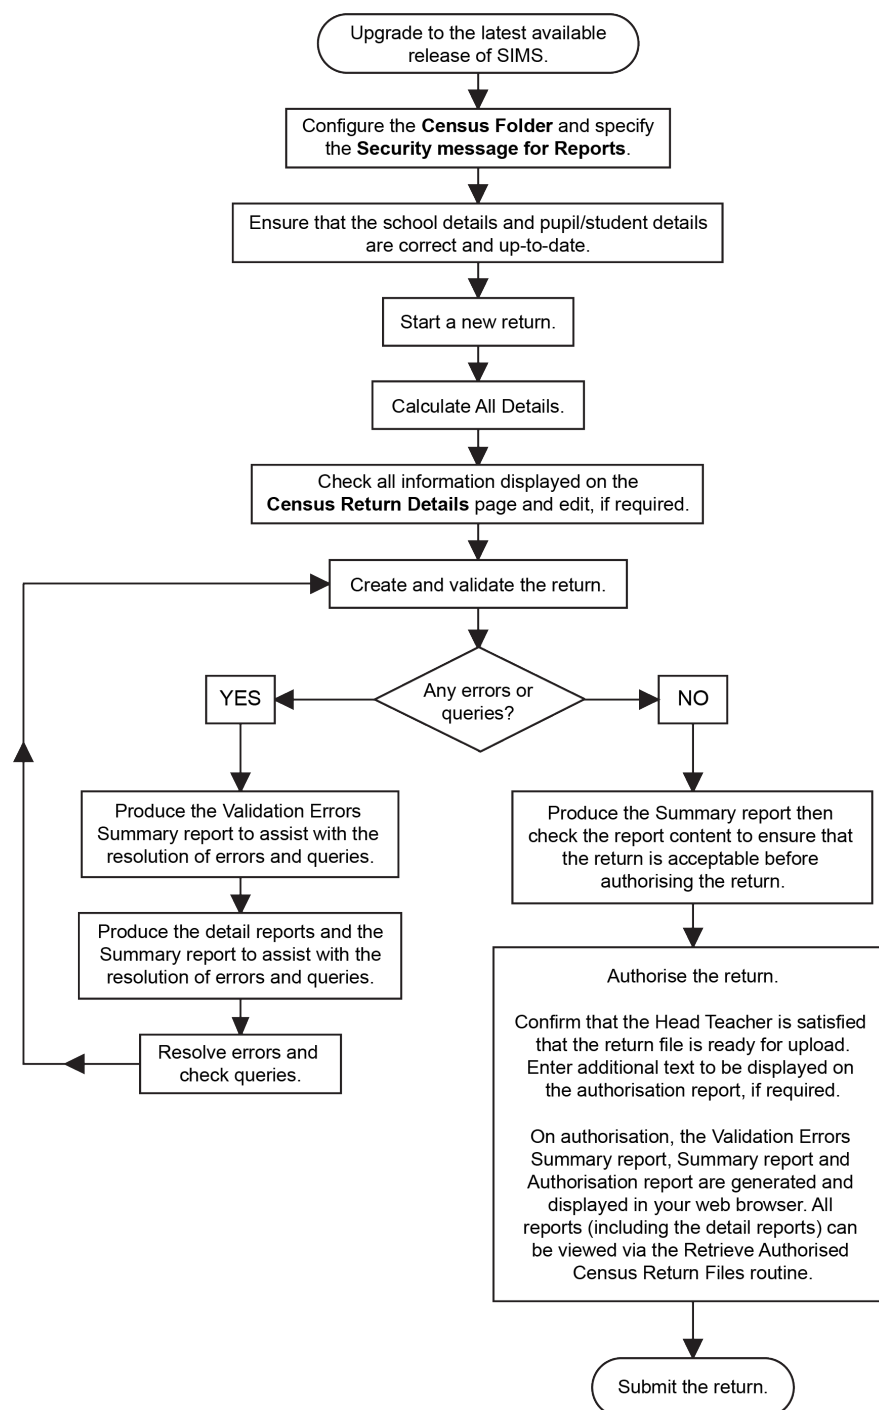 Upgrade to the latest available
release of SIMS.
Configure the Census Folder and specify
the Security message for Reports.
Ensure that the school details and pupil/student details
are correct and up-to-date.
Start a new return.
Calculate All Details.
Check all information displayed on the
Census Return Details page and edit, if required.
Create and validate the return.
Any errors or
queries?
YES
NO
Produce the Validation Errors
Summary report to assist with the
resolution of errors and queries.
Produce the detail reports and the
Summary report to assist with the
resolution of errors and queries.
Resolve errors and
check queries.
Produce the Summary report then
check the report content to ensure that
the return is acceptable before
authorising the return.
Authorise the return.
Confirm that the Head Teacher is satisfied
that the return file is ready for upload.
Enter additional text to be displayed on
the authorisation report, if required.
On authorisation, the Validation Errors
Summary report, Summary report and
Authorisation report are generated and
displayed in your web browser. All
reports (including the detail reports) can
be viewed via the Retrieve Authorised
Census Return Files routine.
Submit the return.